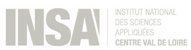 INSA
INSTITUT NATIONAL
DES SCIENCES
APPLIQUÉES
CENTRE VAL DE LOIRE